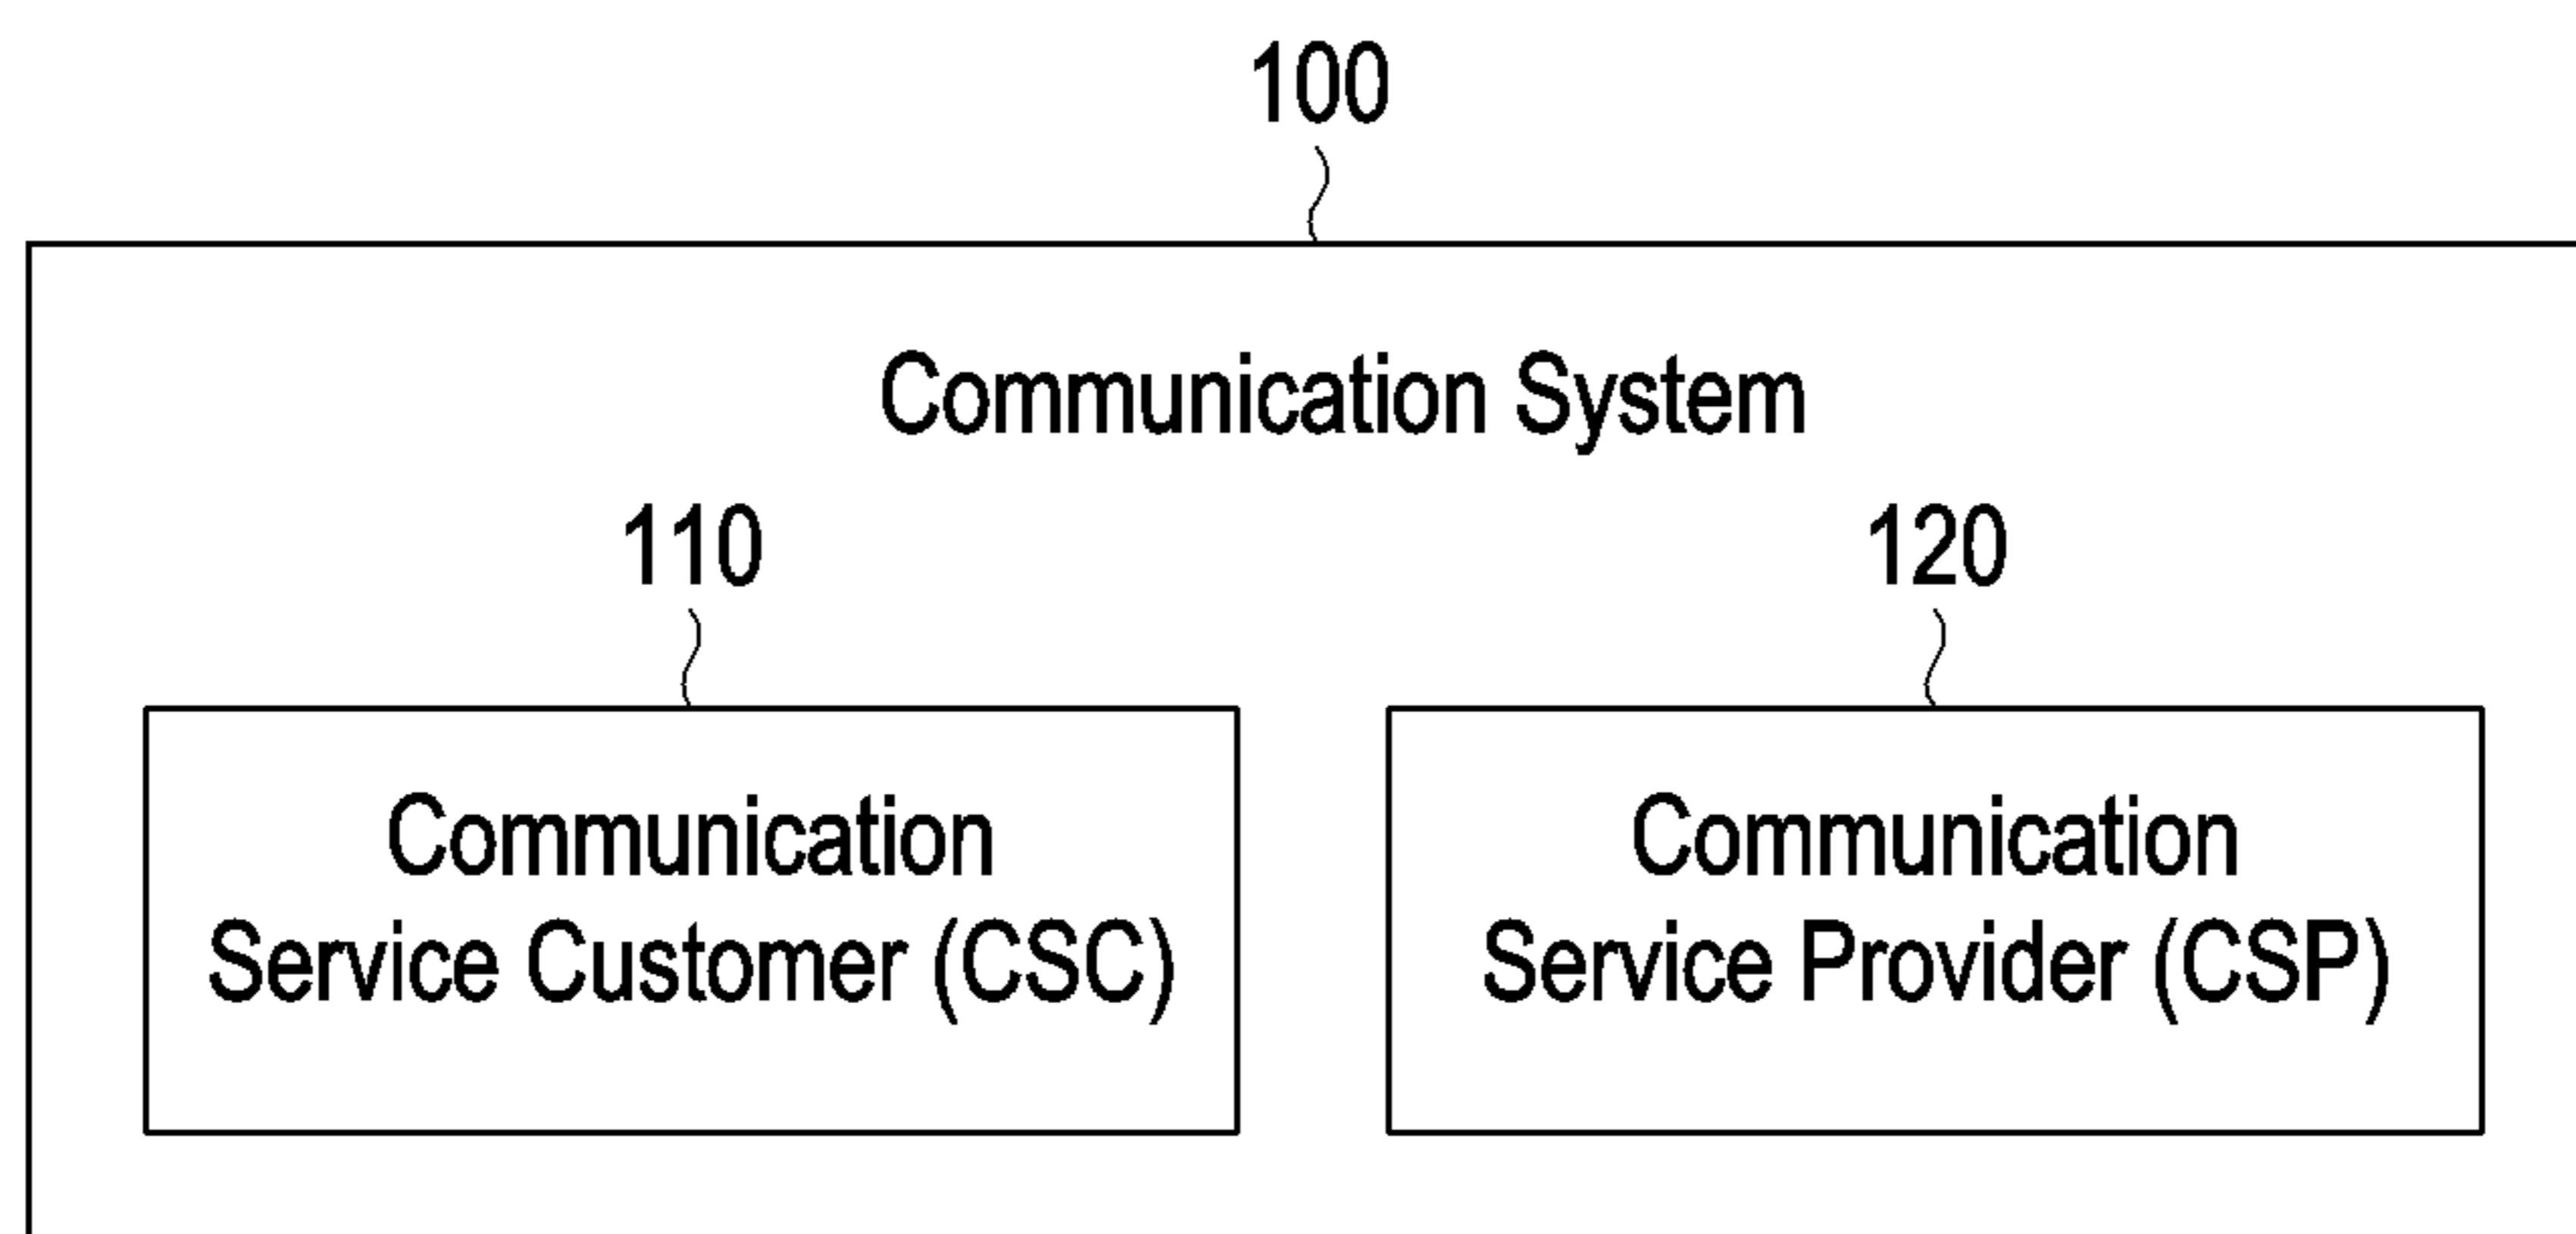 100
Communication System
110
120
Communication
Service Customer (CSC)
Communication
Service Provider (CSP)